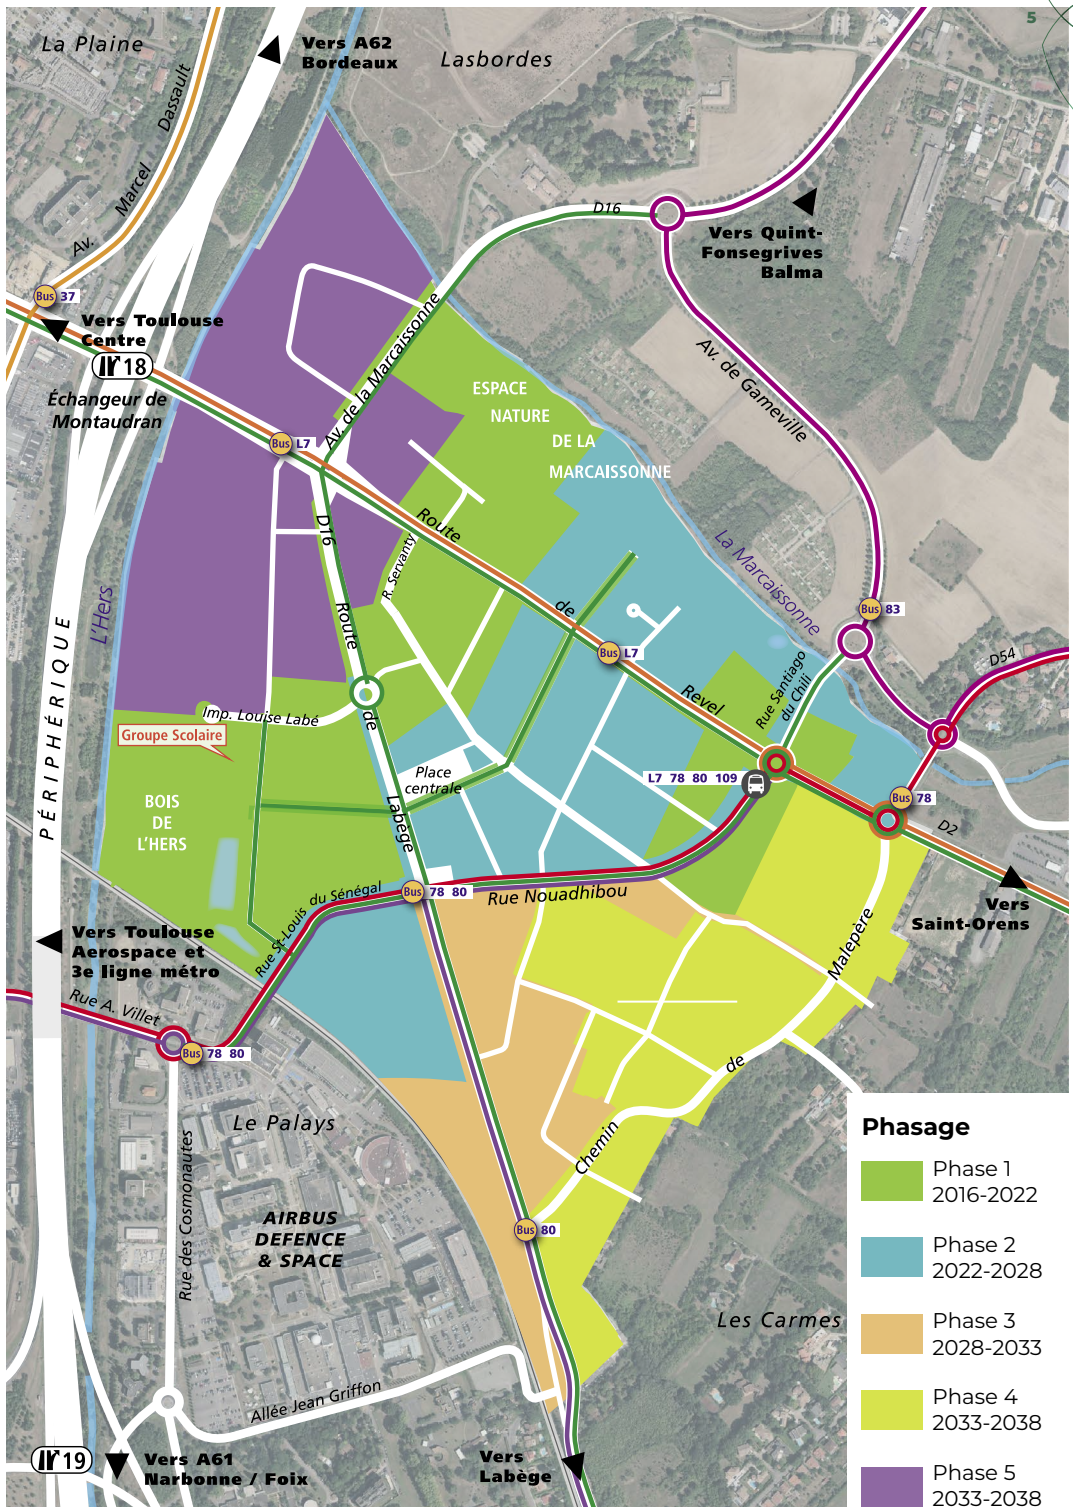 5
La Plaine
Vers A62
Bordeaux
Lasbordes
Av. Marcel Dassault
D16
Vers Quint-
Fonsegrives
Balma
Bus 37
Vers Toulouse
Centre
18
Échangeur de
Montaudran
Av. de la Marcaissonne
Av. de Gameville
ESPACE
NATURE
DE LA
MARCAISSONNE
Bus L7
D16
Route
R. Servanty
La Marcaissonne
L'Hers
PÉRIPHÉRIQUE
Route
de
Bus L7
Bus 83
D54
Revel
Rue Santiago
du Chili
Imp. Louise Labé
de
Groupe Scolaire
Place
centrale
L7 78 80 109
Bus 78
D2
BOIS
DE
L'HERS
Labège
Bus 78 80
Rue Nouadhibou
Rue St-Louis du Sénégal
Vers
Saint-Orens
Vers Toulouse
Aerospace et
3e ligne métro
Malepère
Rue A. Villet
Bus 78 80
de
Le Palays
Chemin
Rue des Cosmonautes
AIRBUS
DEFENCE
& SPACE
Bus 80
Les Carmes
Allée Jean Griffon
19
Vers A61
Narbonne / Foix
Vers
Labège
Phasage
Phase 1
2016-2022
Phase 2
2022-2028
Phase 3
2028-2033
Phase 4
2033-2038
Phase 5
2033-2038